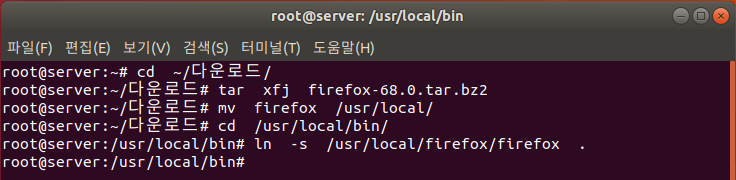 root@server: /usr/local/bin
파일(F) 편집(E) 보기(V) 검색(S) 터미널(T) 도움말(H)
root@server:~# cd  ~/다운로드/
root@server:~/다운로드# tar  xfj  firefox-68.0.tar.bz2
root@server:~/다운로드# mv  firefox  /usr/local/
root@server:~/다운로드# cd  /usr/local/bin/
root@server:/usr/local/bin# ln  -s  /usr/local/firefox/firefox  .
root@server:/usr/local/bin#